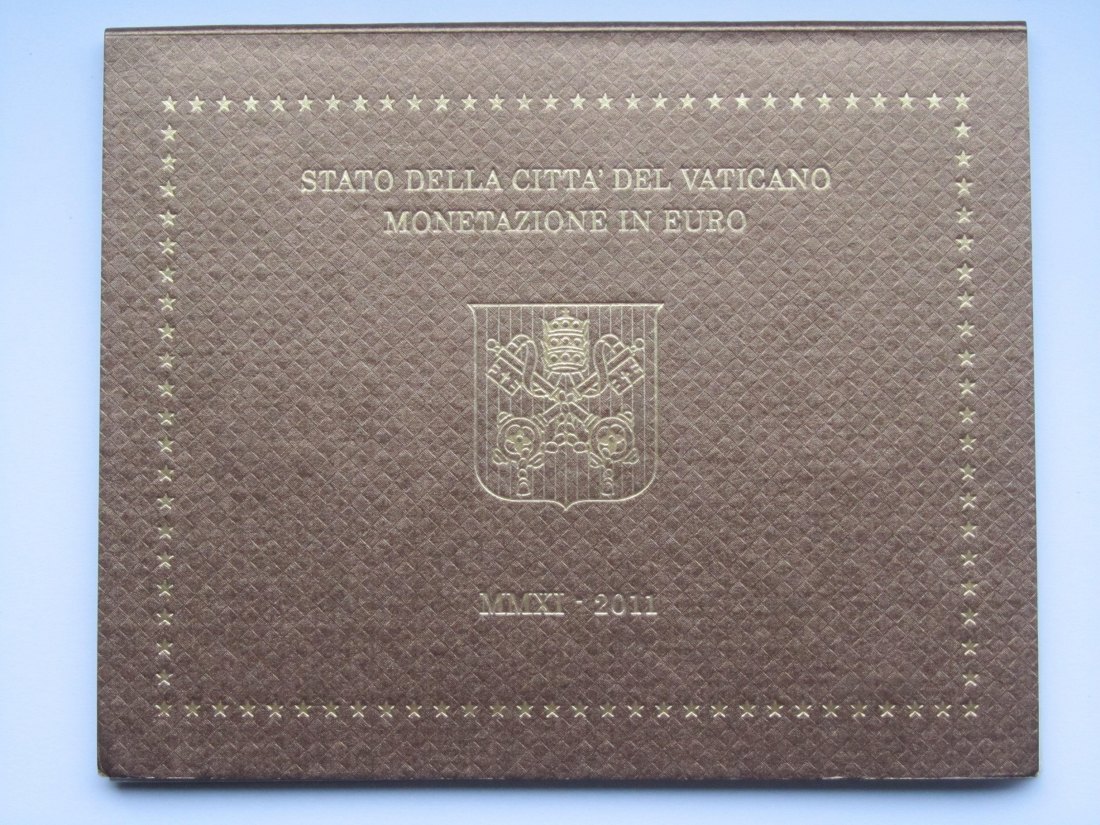 STATO DELLA CITTA' DEL VATICANO
MONETAZIONE IN EURO
MMXI - 2011